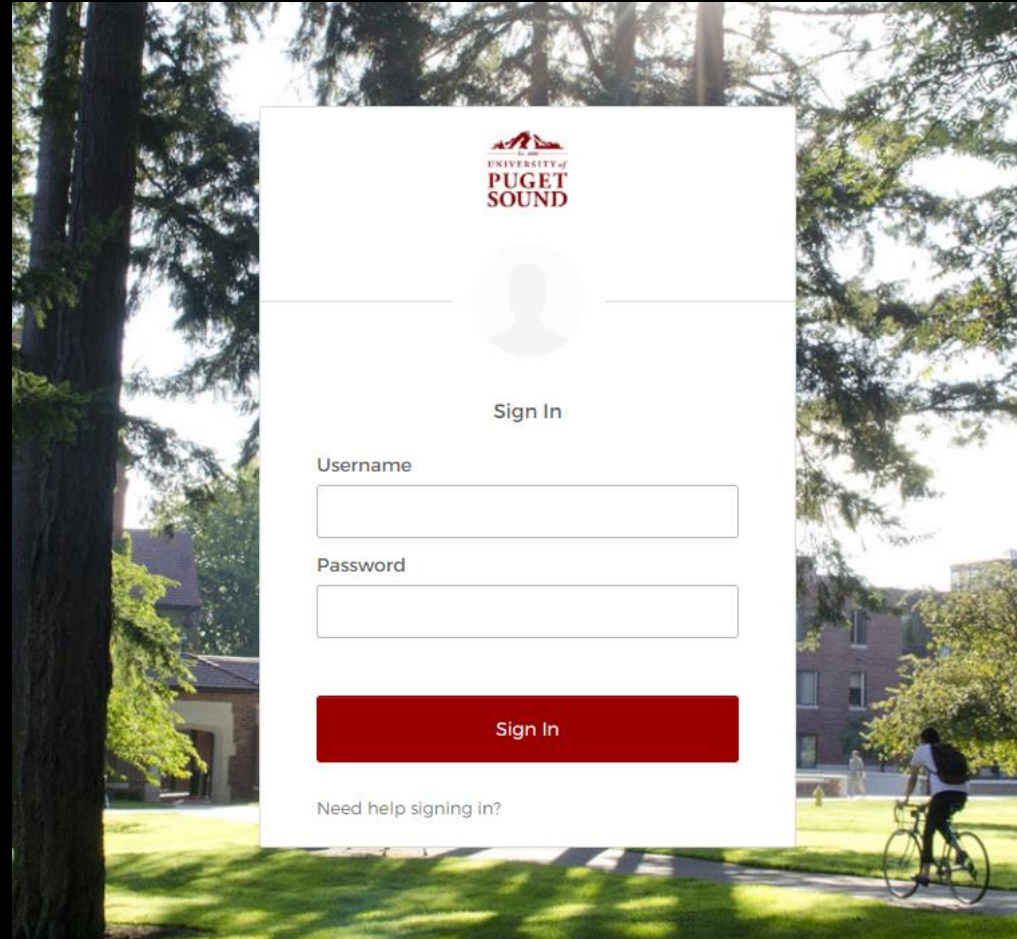 UNIVERSITY of
PUGET
SOUND
Sign In
Username
Password
Sign In
Need help signing in?